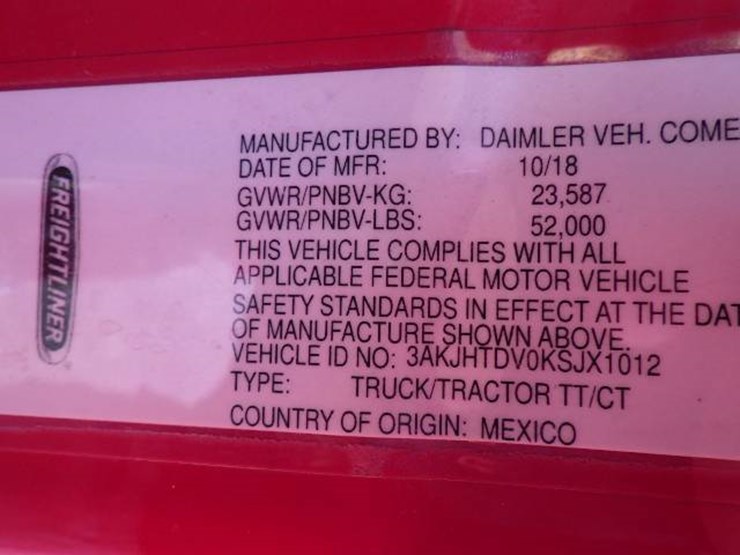 FREIGHTLINER
MANUFACTURED BY: DAIMLER VEH. COME
DATE OF MFR: 10/18
GVWR/PNBV-KG: 23,587
GVWR/PNBV-LBS: 52,000
THIS VEHICLE COMPLIES WITH ALL
APPLICABLE FEDERAL MOTOR VEHICLE
SAFETY STANDARDS IN EFFECT AT THE DAT
OF MANUFACTURE SHOWN ABOVE.
VEHICLE ID NO: 3AKJHTDV0KSJX1012
TYPE: TRUCK/TRACTOR TT/CT
COUNTRY OF ORIGIN: MEXICO